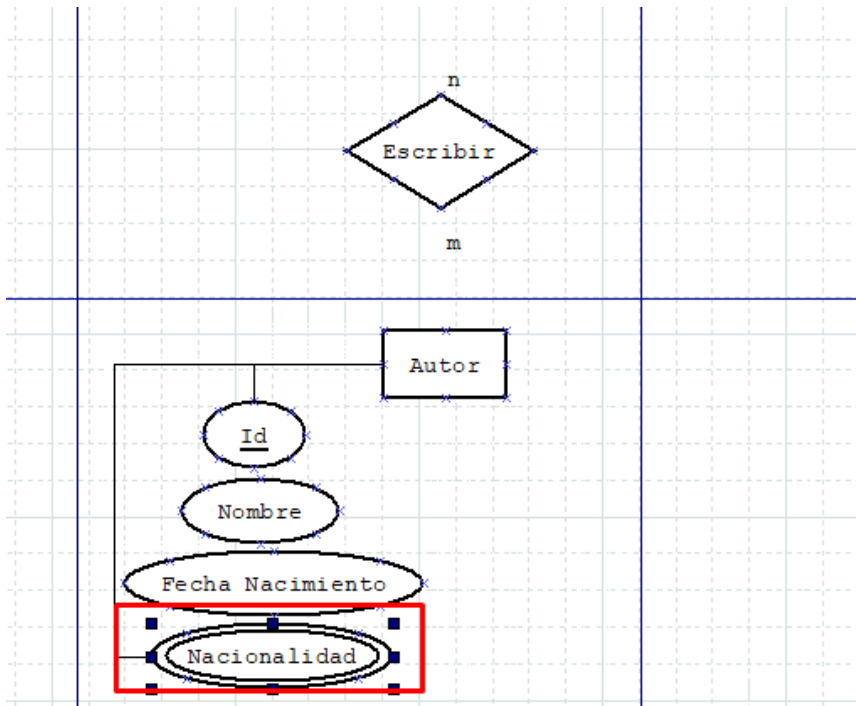 n
Escribir
m
Autor
Id
Nombre
Fecha Nacimiento
Nacionalidad